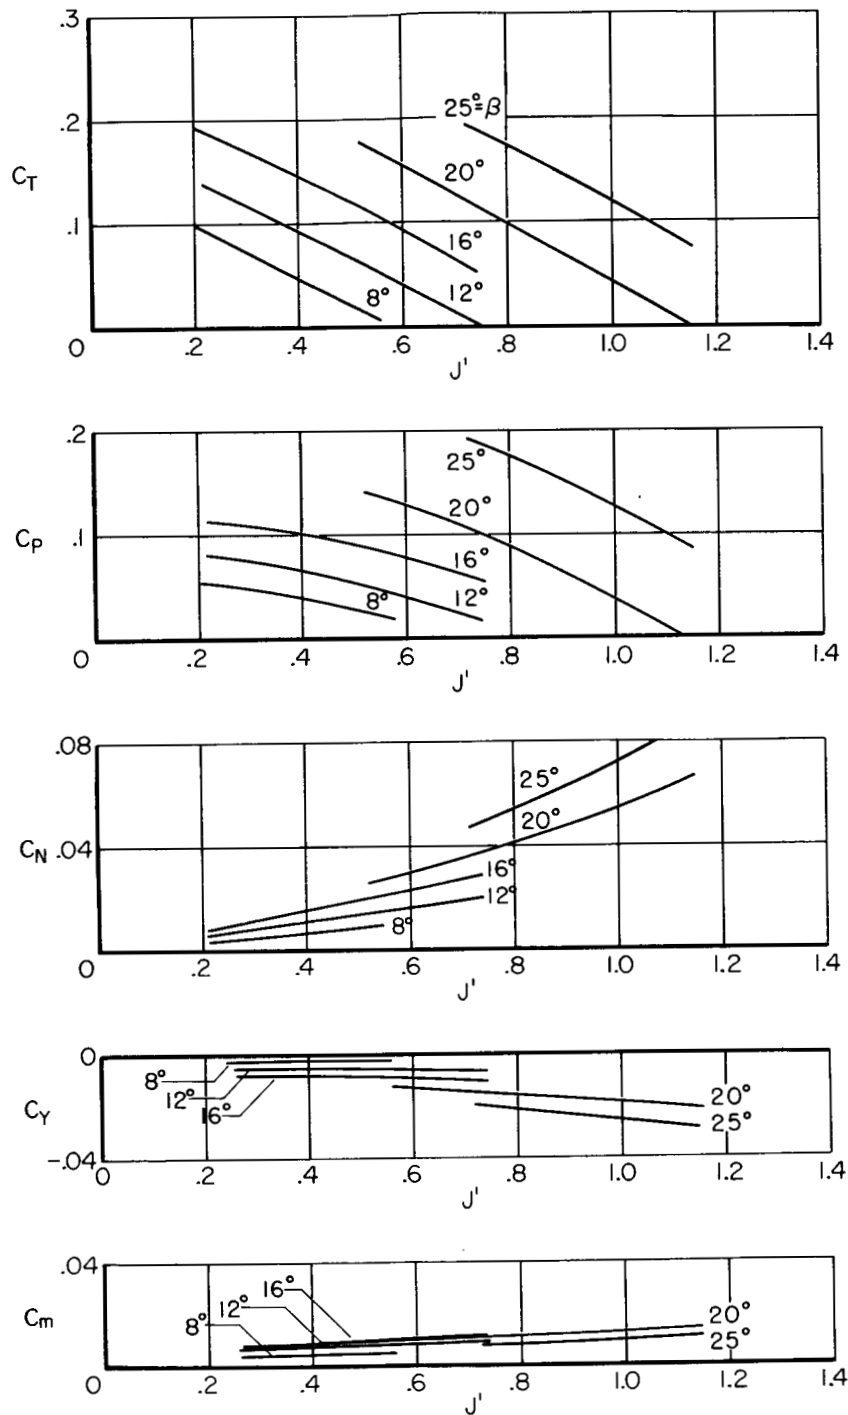 .3
.2
25°=β
C_T
20°
.1
16°
8°
12°
0 .2 .4 .6 .8 1.0 1.2 1.4
J'
.2
25°
20°
C_P .1
16°
8° 12°
0 .2 .4 .6 .8 1.0 1.2 1.4
J'
.08
25°
20°
C_N .04
16°
12°
8°
0 .2 .4 .6 .8 1.0 1.2 1.4
J'
0
8°
12° 20°
C_Y 16° 25°
-.04
0 .2 .4 .6 .8 1.0 1.2 1.4
J'
.04
16°
12° 20°
C_m 8° 25°
0 .2 .4 .6 .8 1.0 1.2 1.4
J'